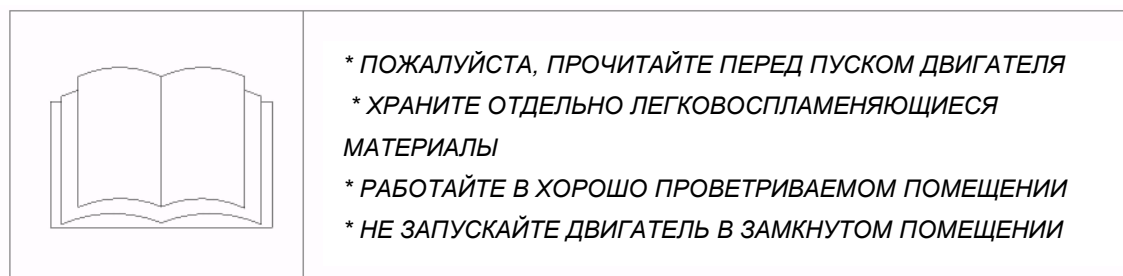 * ПОЖАЛУЙСТА, ПРОЧИТАЙТЕ ПЕРЕД ПУСКОМ ДВИГАТЕЛЯ
* ХРАНИТЕ ОТДЕЛЬНО ЛЕГКОВОСПЛАМЕНЯЮЩИЕСЯ
МАТЕРИАЛЫ
* РАБОТАЙТЕ В ХОРОШО ПРОВЕТРИВАЕМОМ ПОМЕЩЕНИИ
* НЕ ЗАПУСКАЙТЕ ДВИГАТЕЛЬ В ЗАМКНУТОМ ПОМЕЩЕНИИ